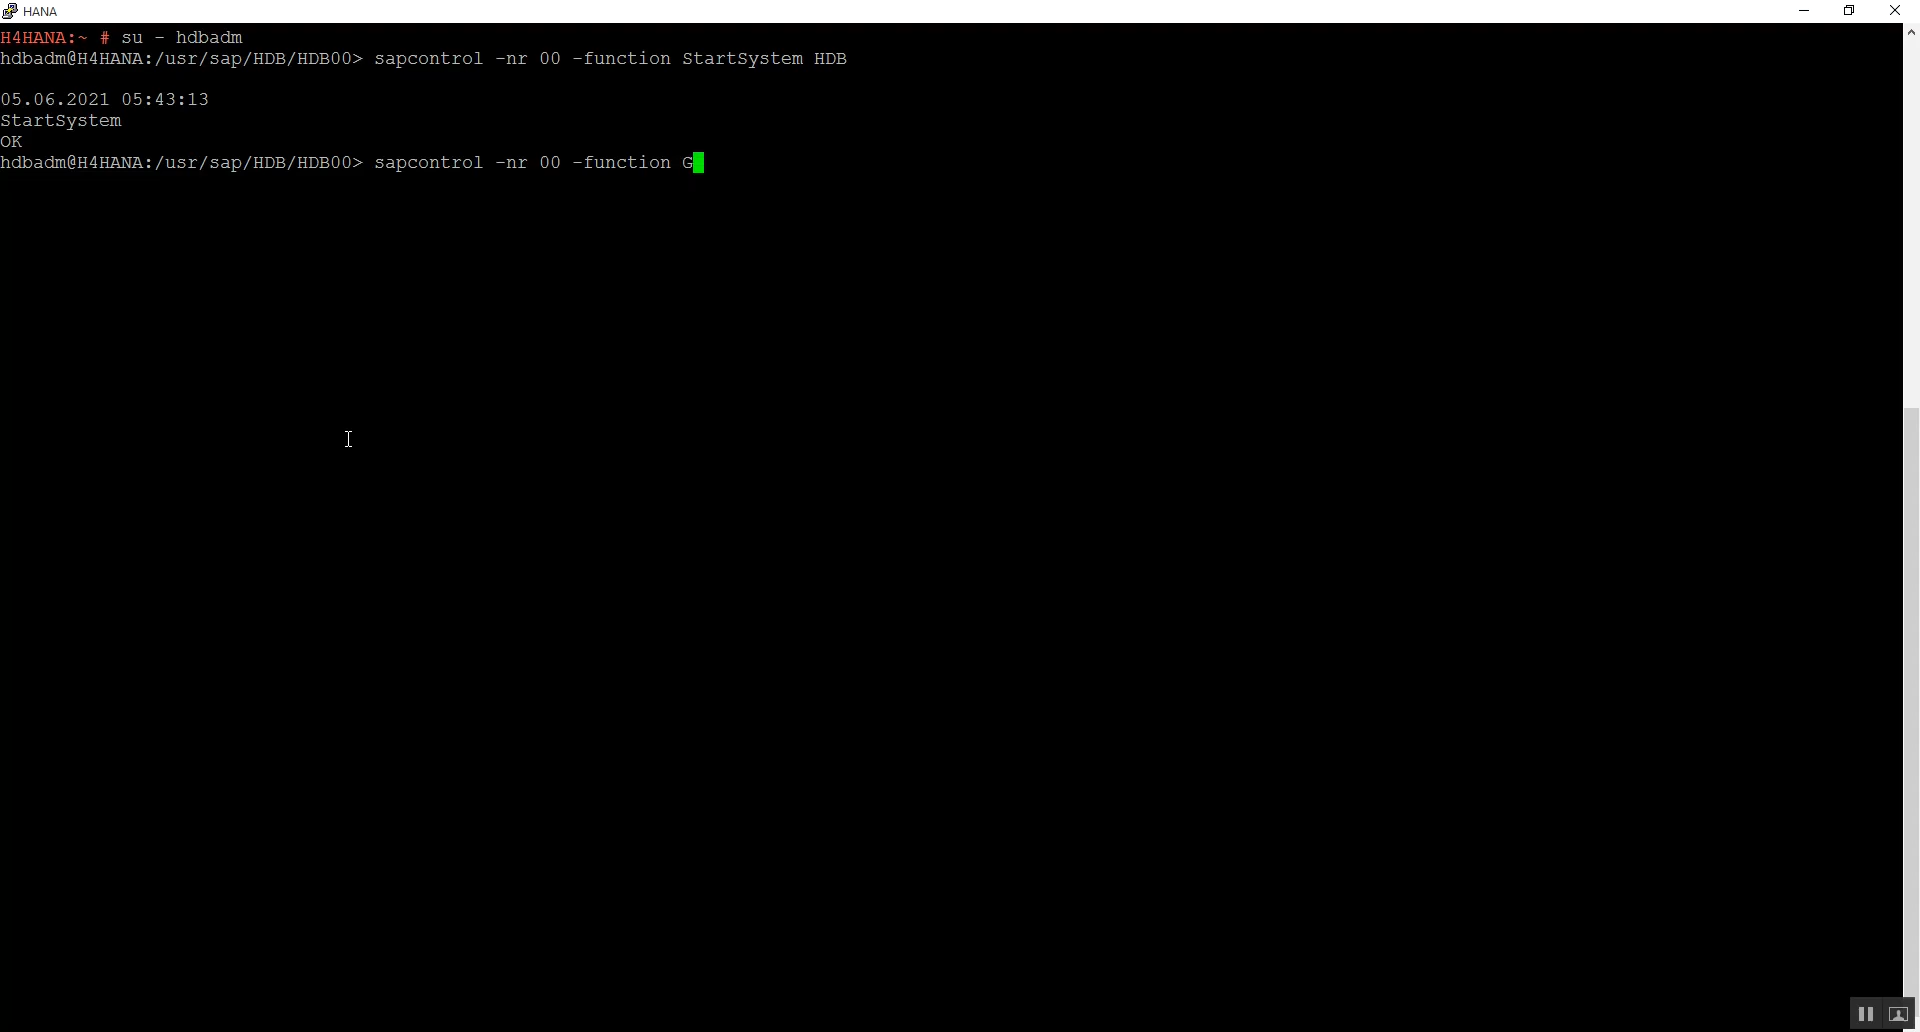 HANA
H4HANA:~ # su - hdbadm
hdbadm@H4HANA:/usr/sap/HDB/HDB00> sapcontrol -nr 00 -function StartSystem HDB
05.06.2021 05:43:13
StartSystem
OK
hdbadm@H4HANA:/usr/sap/HDB/HDB00> sapcontrol -nr 00 -function G